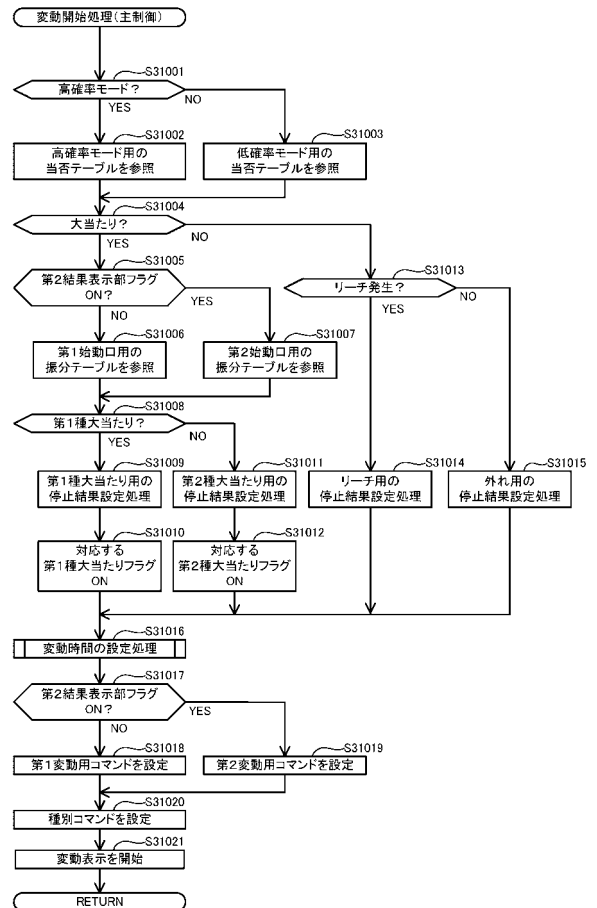 変動開始処理(主制御)
S31001
高確率モード?
YES
NO
S31002
高確率モード用の
当否テーブルを参照
S31003
低確率モード用の
当否テーブルを参照
S31004
大当たり?
YES
NO
S31005
第2結果表示部フラグ
ON?
NO
YES
S31013
リーチ発生?
YES
NO
S31006
第1始動口用の
振分テーブルを参照
S31007
第2始動口用の
振分テーブルを参照
S31008
第1種大当たり?
YES
NO
S31009
第1種大当たり用の
停止結果設定処理
S31011
第2種大当たり用の
停止結果設定処理
S31014
リーチ用の
停止結果設定処理
S31015
外れ用の
停止結果設定処理
S31010
対応する
第1種大当たりフラグ
ON
S31012
対応する
第2種大当たりフラグ
ON
S31016
変動時間の設定処理
S31017
第2結果表示部フラグ
ON?
NO
YES
S31018
第1変動用コマンドを設定
S31019
第2変動用コマンドを設定
S31020
種別コマンドを設定
S31021
変動表示を開始
RETURN